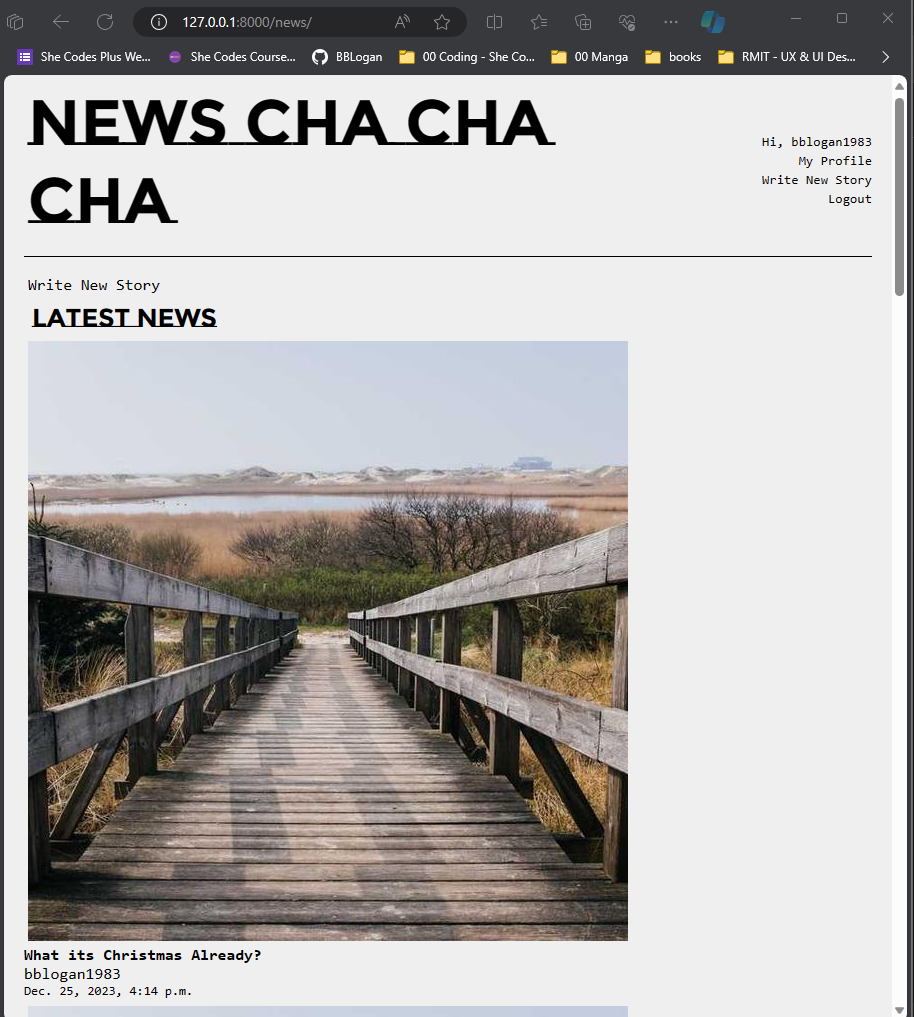 127.0.0.1:8000/news/
She Codes Plus We...
She Codes Course...
BBLogan
00 Coding - She Co...
00 Manga
books
RMIT - UX & UI Des...
NEWS CHA CHA
CHA
Hi, bblogan1983
My Profile
Write New Story
Logout
Write New Story
LATEST NEWS
What its Christmas Already?
bblogan1983
Dec. 25, 2023, 4:14 p.m.